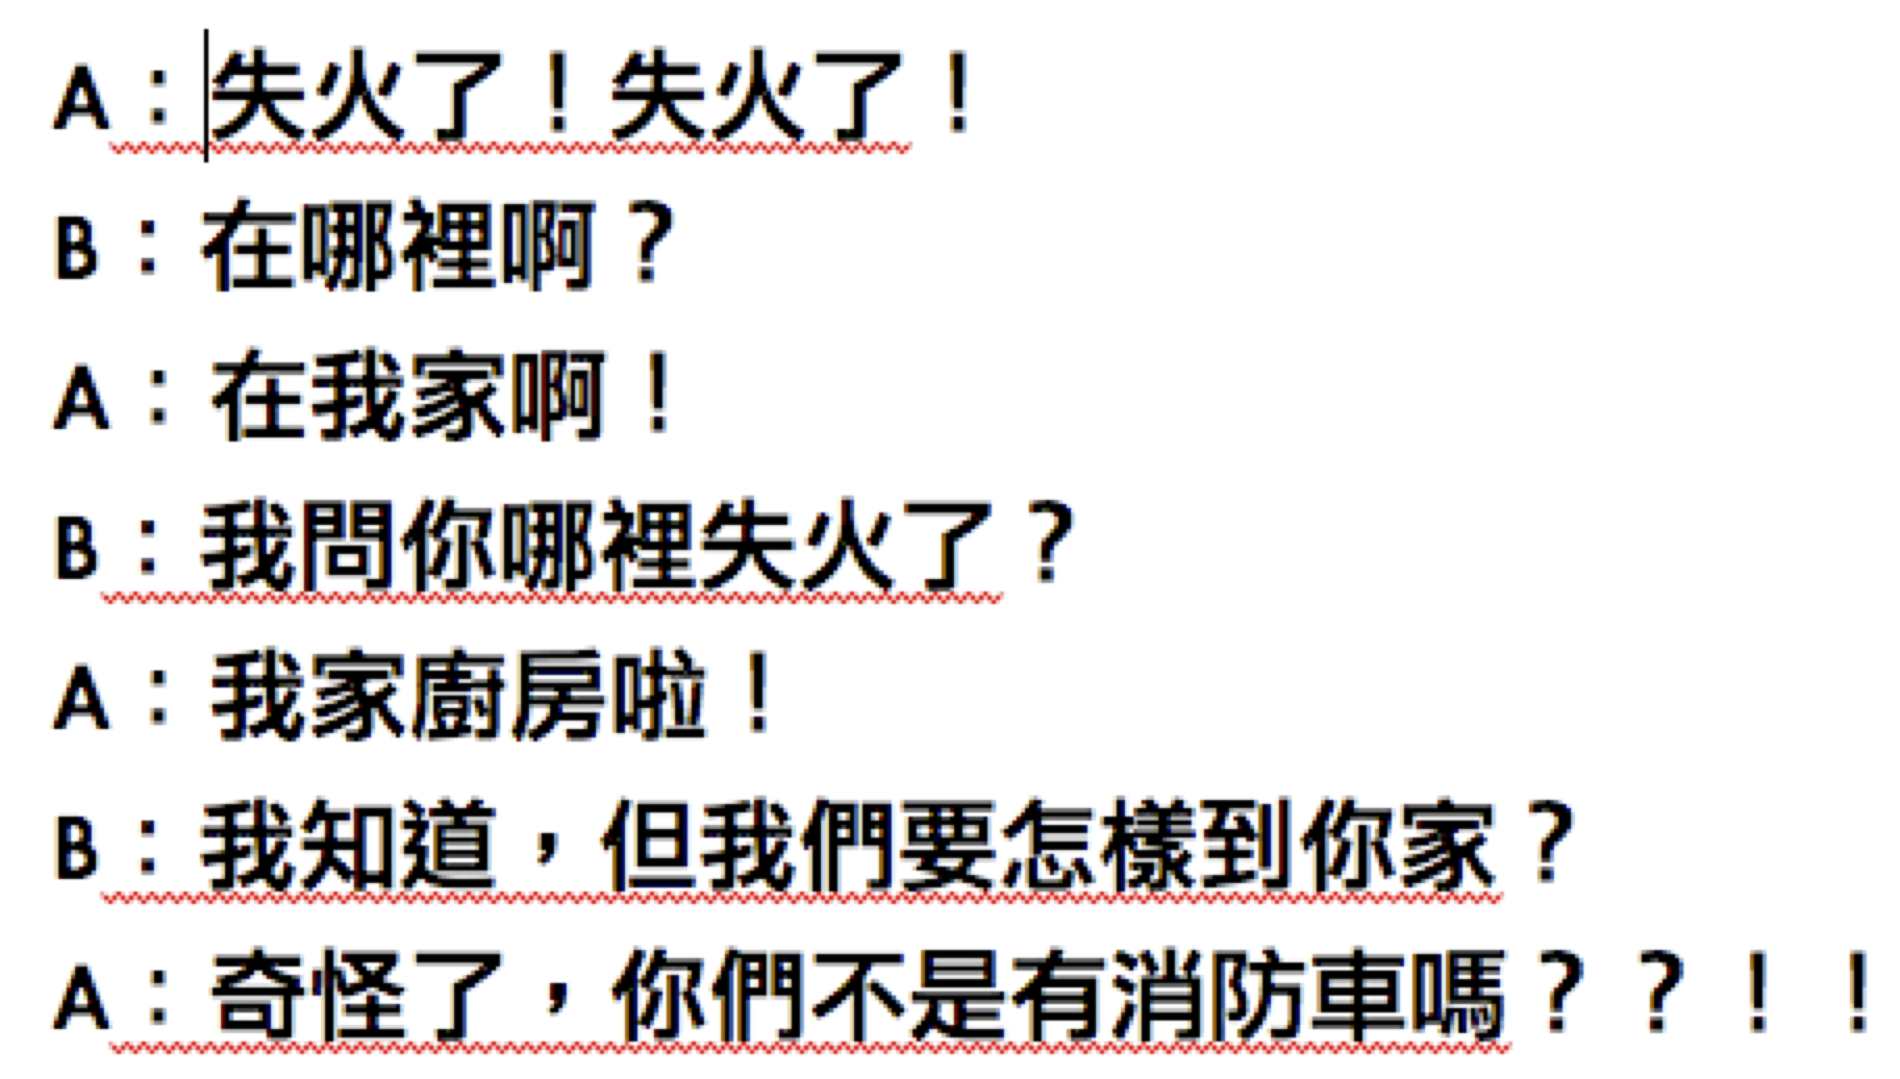 A：失火了！失火了！
B：在哪裡啊？
A：在我家啊！
B：我問你哪裡失火了？
A：我家廚房啦！
B：我知道，但我們要怎樣到你家？
A：奇怪了，你們不是有消防車嗎？？！！